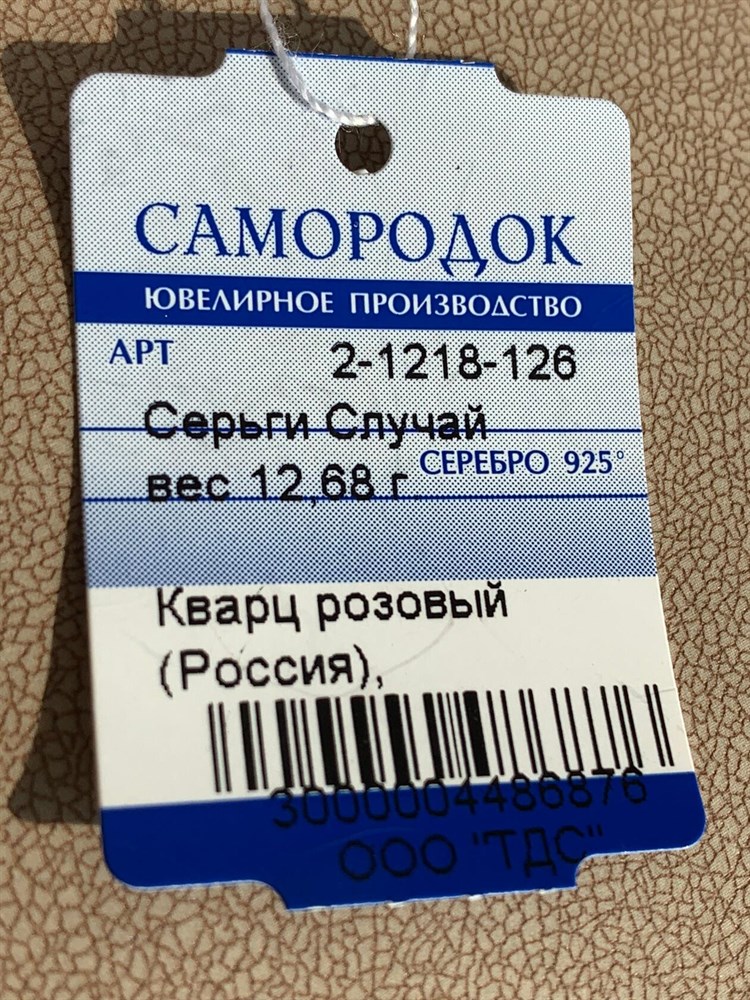 САМОРОДОК
ЮВЕЛИРНОЕ ПРОИЗВОДСТВО
АРТ 2-1218-126
Серьги Случай
СЕРЕБРО 925°
вес 12,68 г.
Кварц розовый
(Россия),
3000004486876
ООО "ТДС"